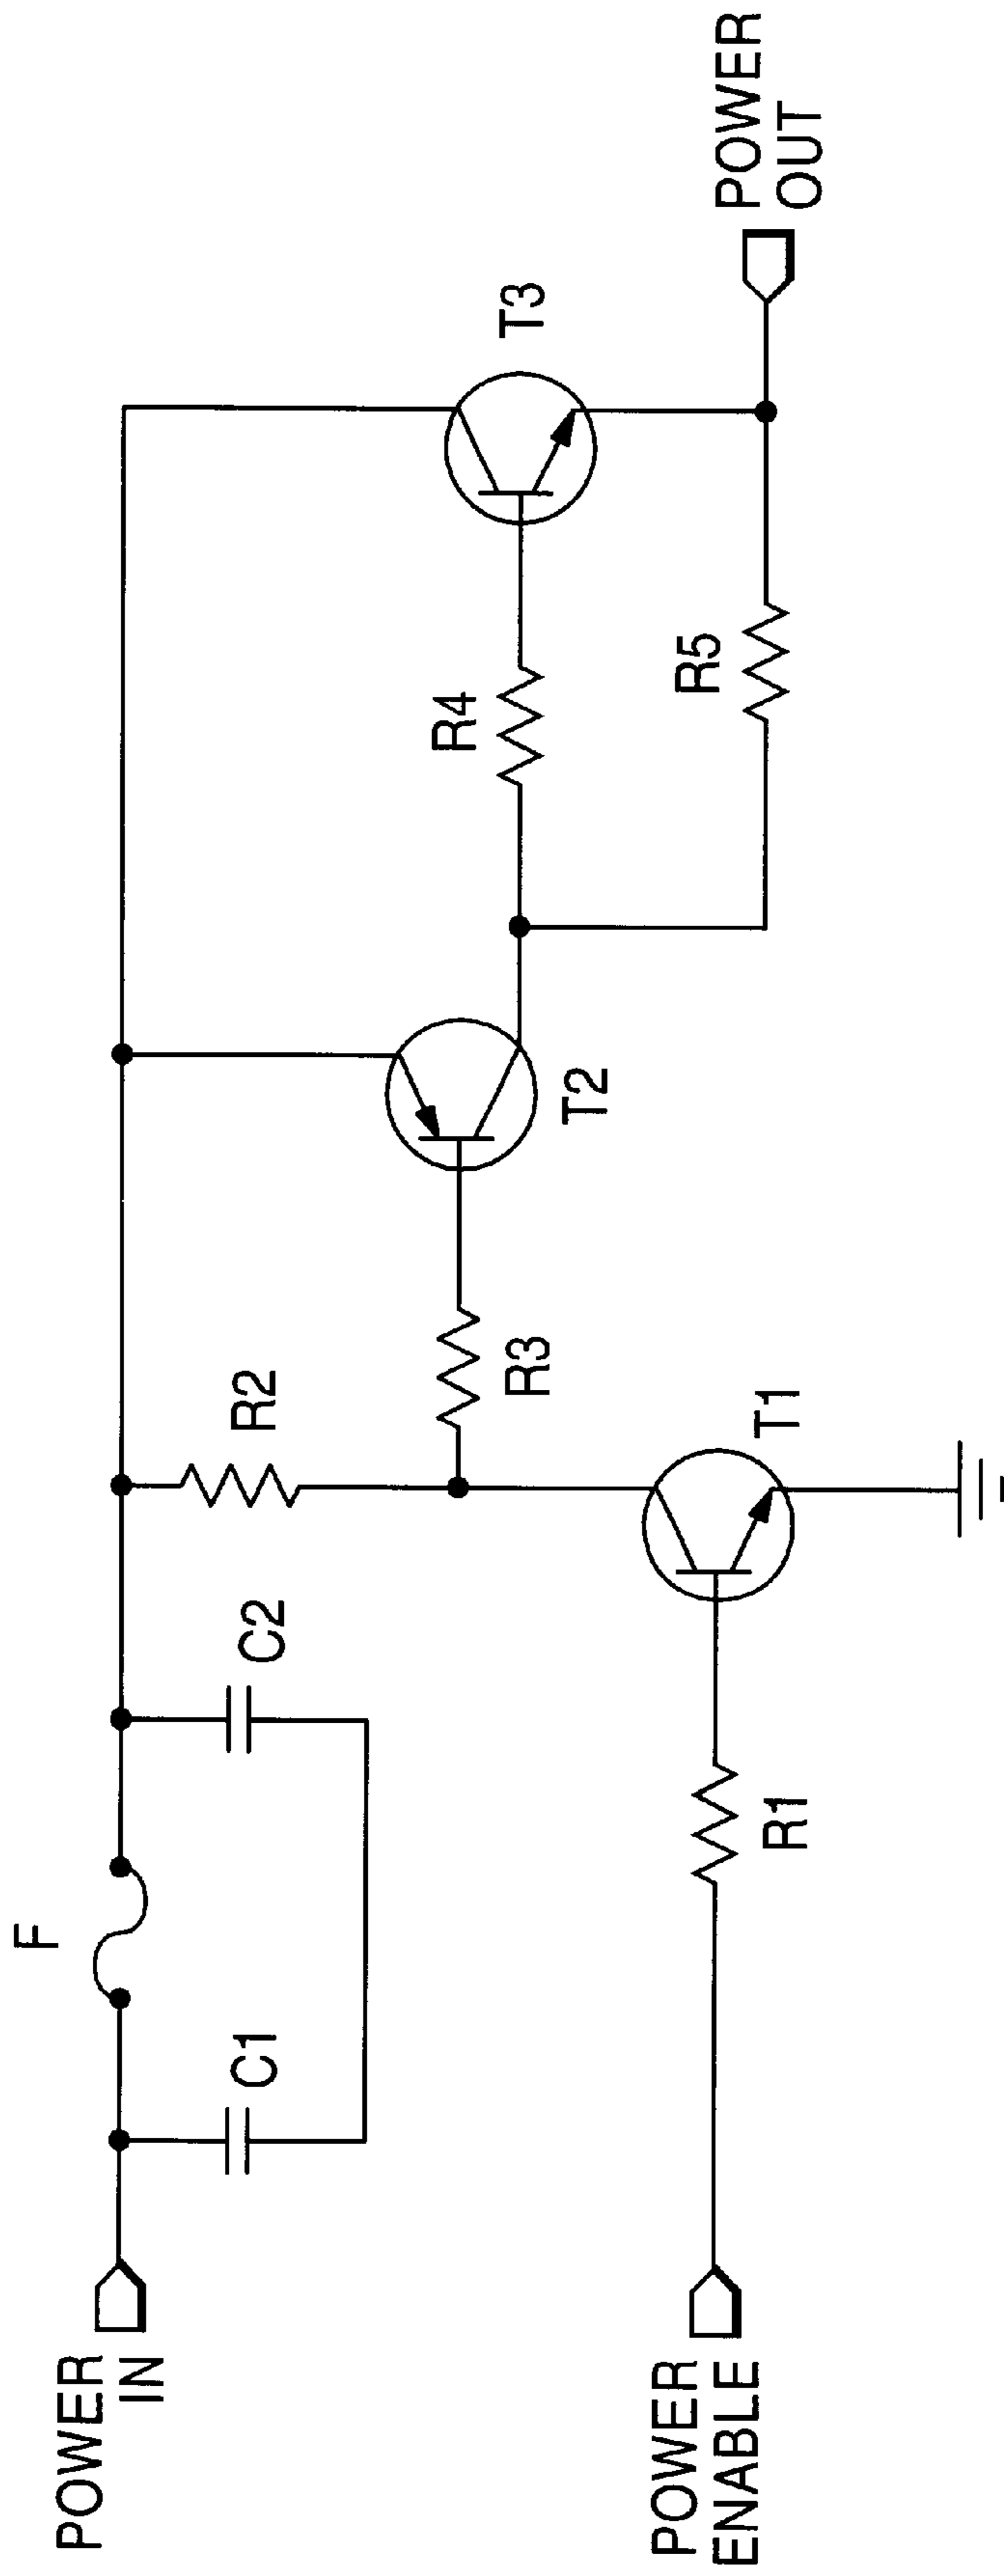 F
C1
C2
R2
POWER
IN
R3
T2
R4
T3
R5
POWER
OUT
POWER
ENABLE
R1
T1